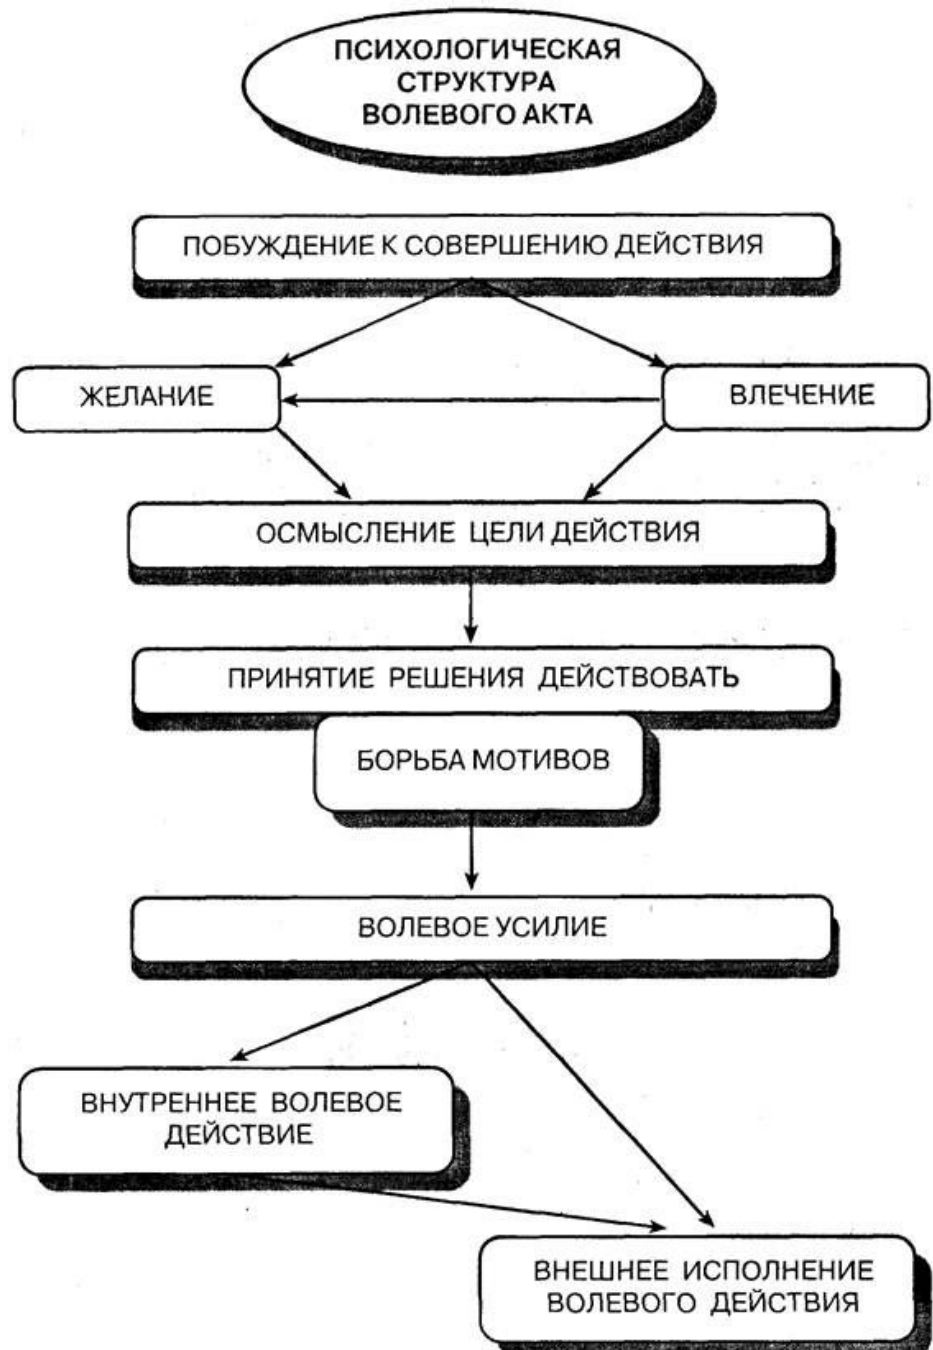 ПСИХОЛОГИЧЕСКАЯ
СТРУКТУРА
ВОЛЕВОГО АКТА
ПОБУЖДЕНИЕ К СОВЕРШЕНИЮ ДЕЙСТВИЯ
ЖЕЛАНИЕ
ВЛЕЧЕНИЕ
ОСМЫСЛЕНИЕ ЦЕЛИ ДЕЙСТВИЯ
ПРИНЯТИЕ РЕШЕНИЯ ДЕЙСТВОВАТЬ
БОРЬБА МОТИВОВ
ВОЛЕВОЕ УСИЛИЕ
ВНУТРЕННЕЕ ВОЛЕВОЕ
ДЕЙСТВИЕ
ВНЕШНЕЕ ИСПОЛНЕНИЕ
ВОЛЕВОГО ДЕЙСТВИЯ